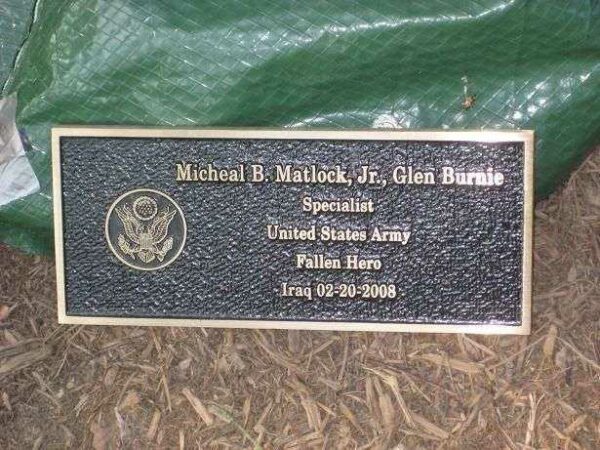 Micheal B. Matlock, Jr., Glen Burnie
Specialist
United States Army
Fallen Hero
Iraq 02-20-2008